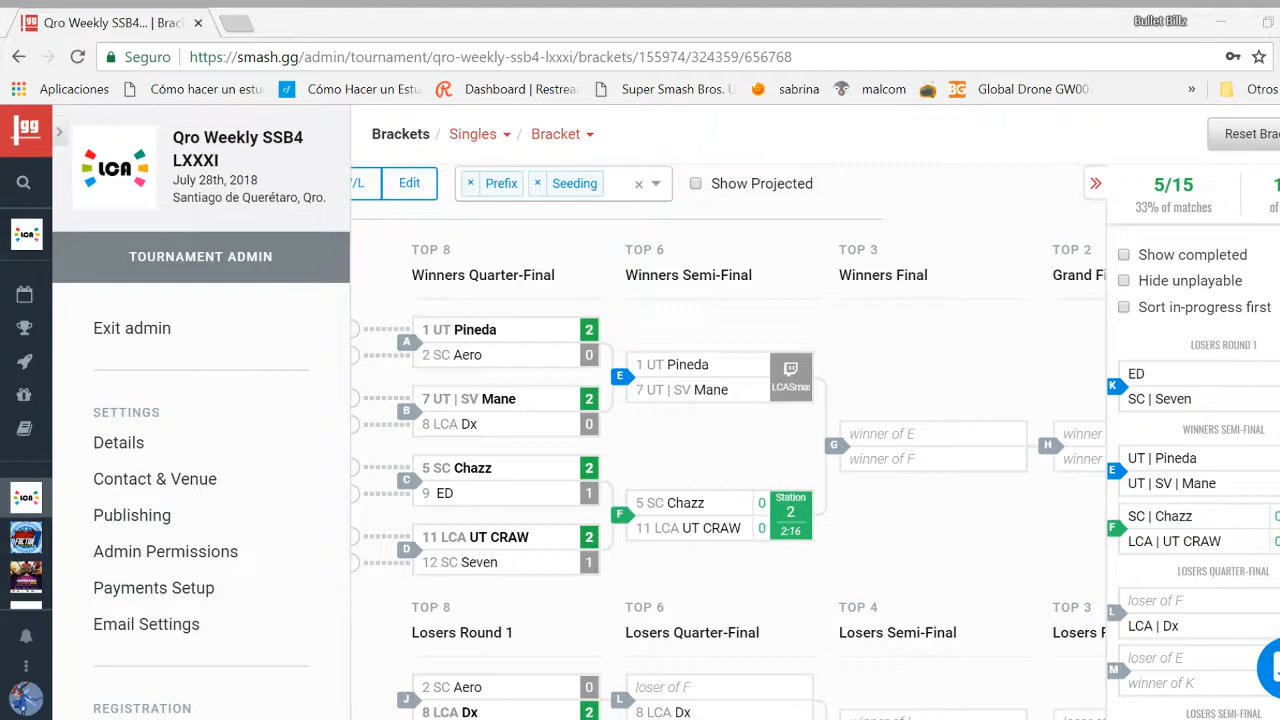 Qro Weekly SSB4... | Brac
Bullet Billz
Seguro
https://smash.gg/admin/tournament/qro-weekly-ssb4-lxxxi/brackets/155974/324359/656768
Aplicaciones
Cómo hacer un estu
Cómo Hacer un Estu
Dashboard | Restrea
Super Smash Bros. U
sabrina
malcom
Global Drone GW00
»
Otros
.gg
LCA
Qro Weekly SSB4
LXXXI
July 28th, 2018
Santiago de Querétaro, Qro.
TOURNAMENT ADMIN
Exit admin
SETTINGS
Details
Contact & Venue
Publishing
Admin Permissions
Payments Setup
Email Settings
REGISTRATION
LCA
LCA
Brackets / Singles / Bracket
Reset Brac
/L
Edit
× Prefix
× Seeding
×
Show Projected
TOP 8
Winners Quarter-Final
A
1 UT Pineda 2
2 SC Aero 0
B
7 UT | SV Mane 2
8 LCA Dx 0
C
5 SC Chazz 2
9 ED 1
D
11 LCA UT CRAW 2
12 SC Seven 1
TOP 6
Winners Semi-Final
E
1 UT Pineda
7 UT | SV Mane
LCASmas
F
5 SC Chazz 0
11 LCA UT CRAW 0
Station
2
2:16
TOP 3
Winners Final
G
winner of E
winner of F
TOP 2
Grand Fi
H
winner
winner
TOP 8
Losers Round 1
J
2 SC Aero 0
8 LCA Dx 2
TOP 6
Losers Quarter-Final
L
loser of F
8 LCA Dx
TOP 4
Losers Semi-Final
TOP 3
Losers F
»
5/15
33% of matches
1
of
Show completed
Hide unplayable
Sort in-progress first
LOSERS ROUND 1
K
ED
SC | Seven
WINNERS SEMI-FINAL
E
UT | Pineda
UT | SV | Mane
F
SC | Chazz 0
LCA | UT CRAW 0
LOSERS QUARTER-FINAL
L
loser of F
LCA | Dx
M
loser of E
winner of K
LOSERS SEMI-FINAL